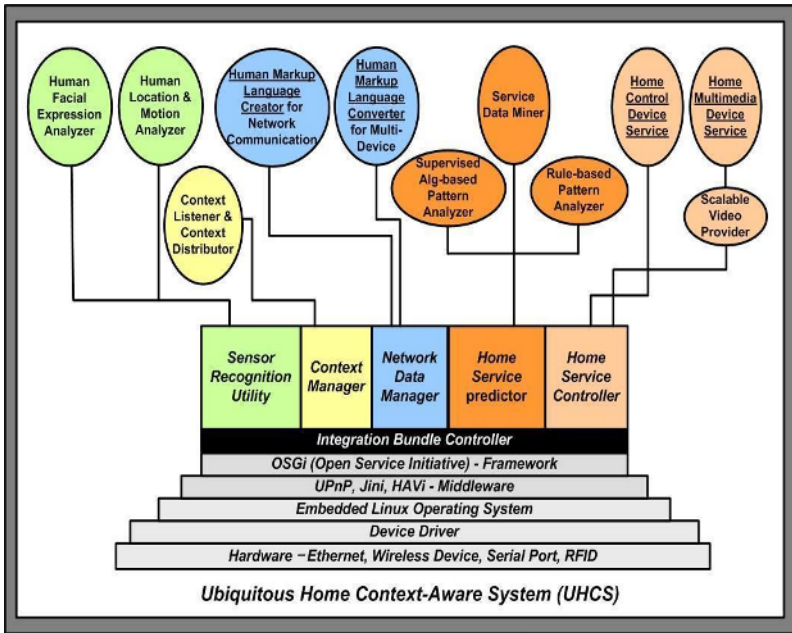 Human
Facial
Expression
Analyzer
Human
Location &
Motion
Analyzer
Human Markup
Language
Creator for
Network
Communication
Human
Markup
Language
Converter
for Multi-
Device
Service
Data Miner
Home
Control
Device
Service
Home
Multimedia
Device
Service
Context
Listener &
Context
Distributor
Supervised
Alg-based
Pattern
Analyzer
Rule-based
Pattern
Analyzer
Scalable
Video
Provider
Sensor
Recognition
Utility
Context
Manager
Network
Data
Manager
Home
Service
predictor
Home
Service
Controller
Integration Bundle Controller
OSGi (Open Service Initiative) - Framework
UPnP, Jini, HAVi - Middleware
Embedded Linux Operating System
Device Driver
Hardware –Ethernet, Wireless Device, Serial Port, RFID
Ubiquitous Home Context-Aware System (UHCS)